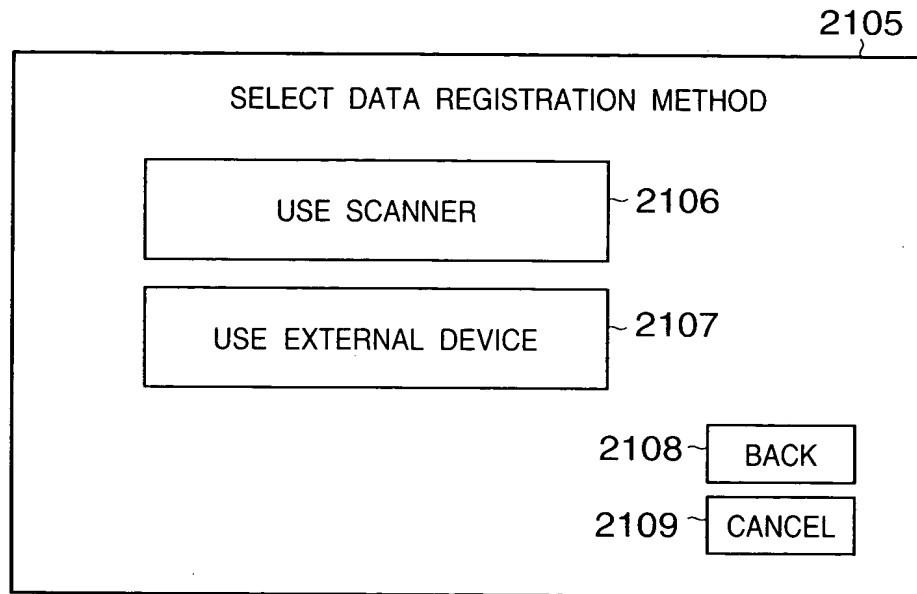 2105
SELECT DATA REGISTRATION METHOD
USE SCANNER 2106
USE EXTERNAL DEVICE 2107
2108 BACK
2109 CANCEL